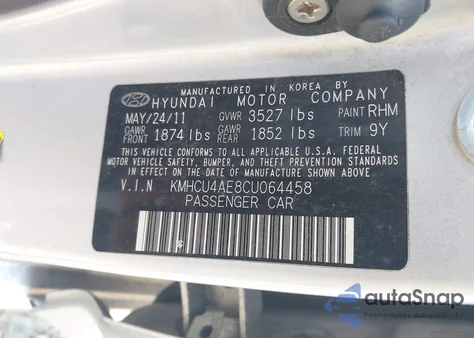 MANUFACTURED IN KOREA BY
HYUNDAI MOTOR COMPANY
MAY/24/11 GVWR 3527 lbs PAINT RHM
GAWR FRONT 1874 lbs GAWR REAR 1852 lbs TRIM 9Y
THIS VEHICLE CONFORMS TO ALL APPLICABLE U.S.A. FEDERAL
MOTOR VEHICLE SAFETY, BUMPER, AND THEFT PREVENTION STANDARDS
IN EFFECT ON THE DATE OF MANUFACTURE SHOWN ABOVE.
V.I.N KMHCU4AE8CU064458
PASSENGER CAR
autoSnap